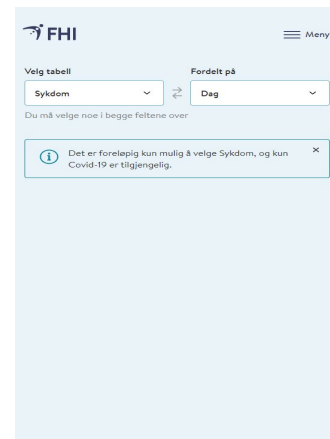 FHI
Meny
Velg tabell
Fordelt på
Sykdom
Dag
Du må velge noe i begge feltene over
Det er foreløpig kun mulig å velge Sykdom, og kun
Covid-19 er tilgjengelig.